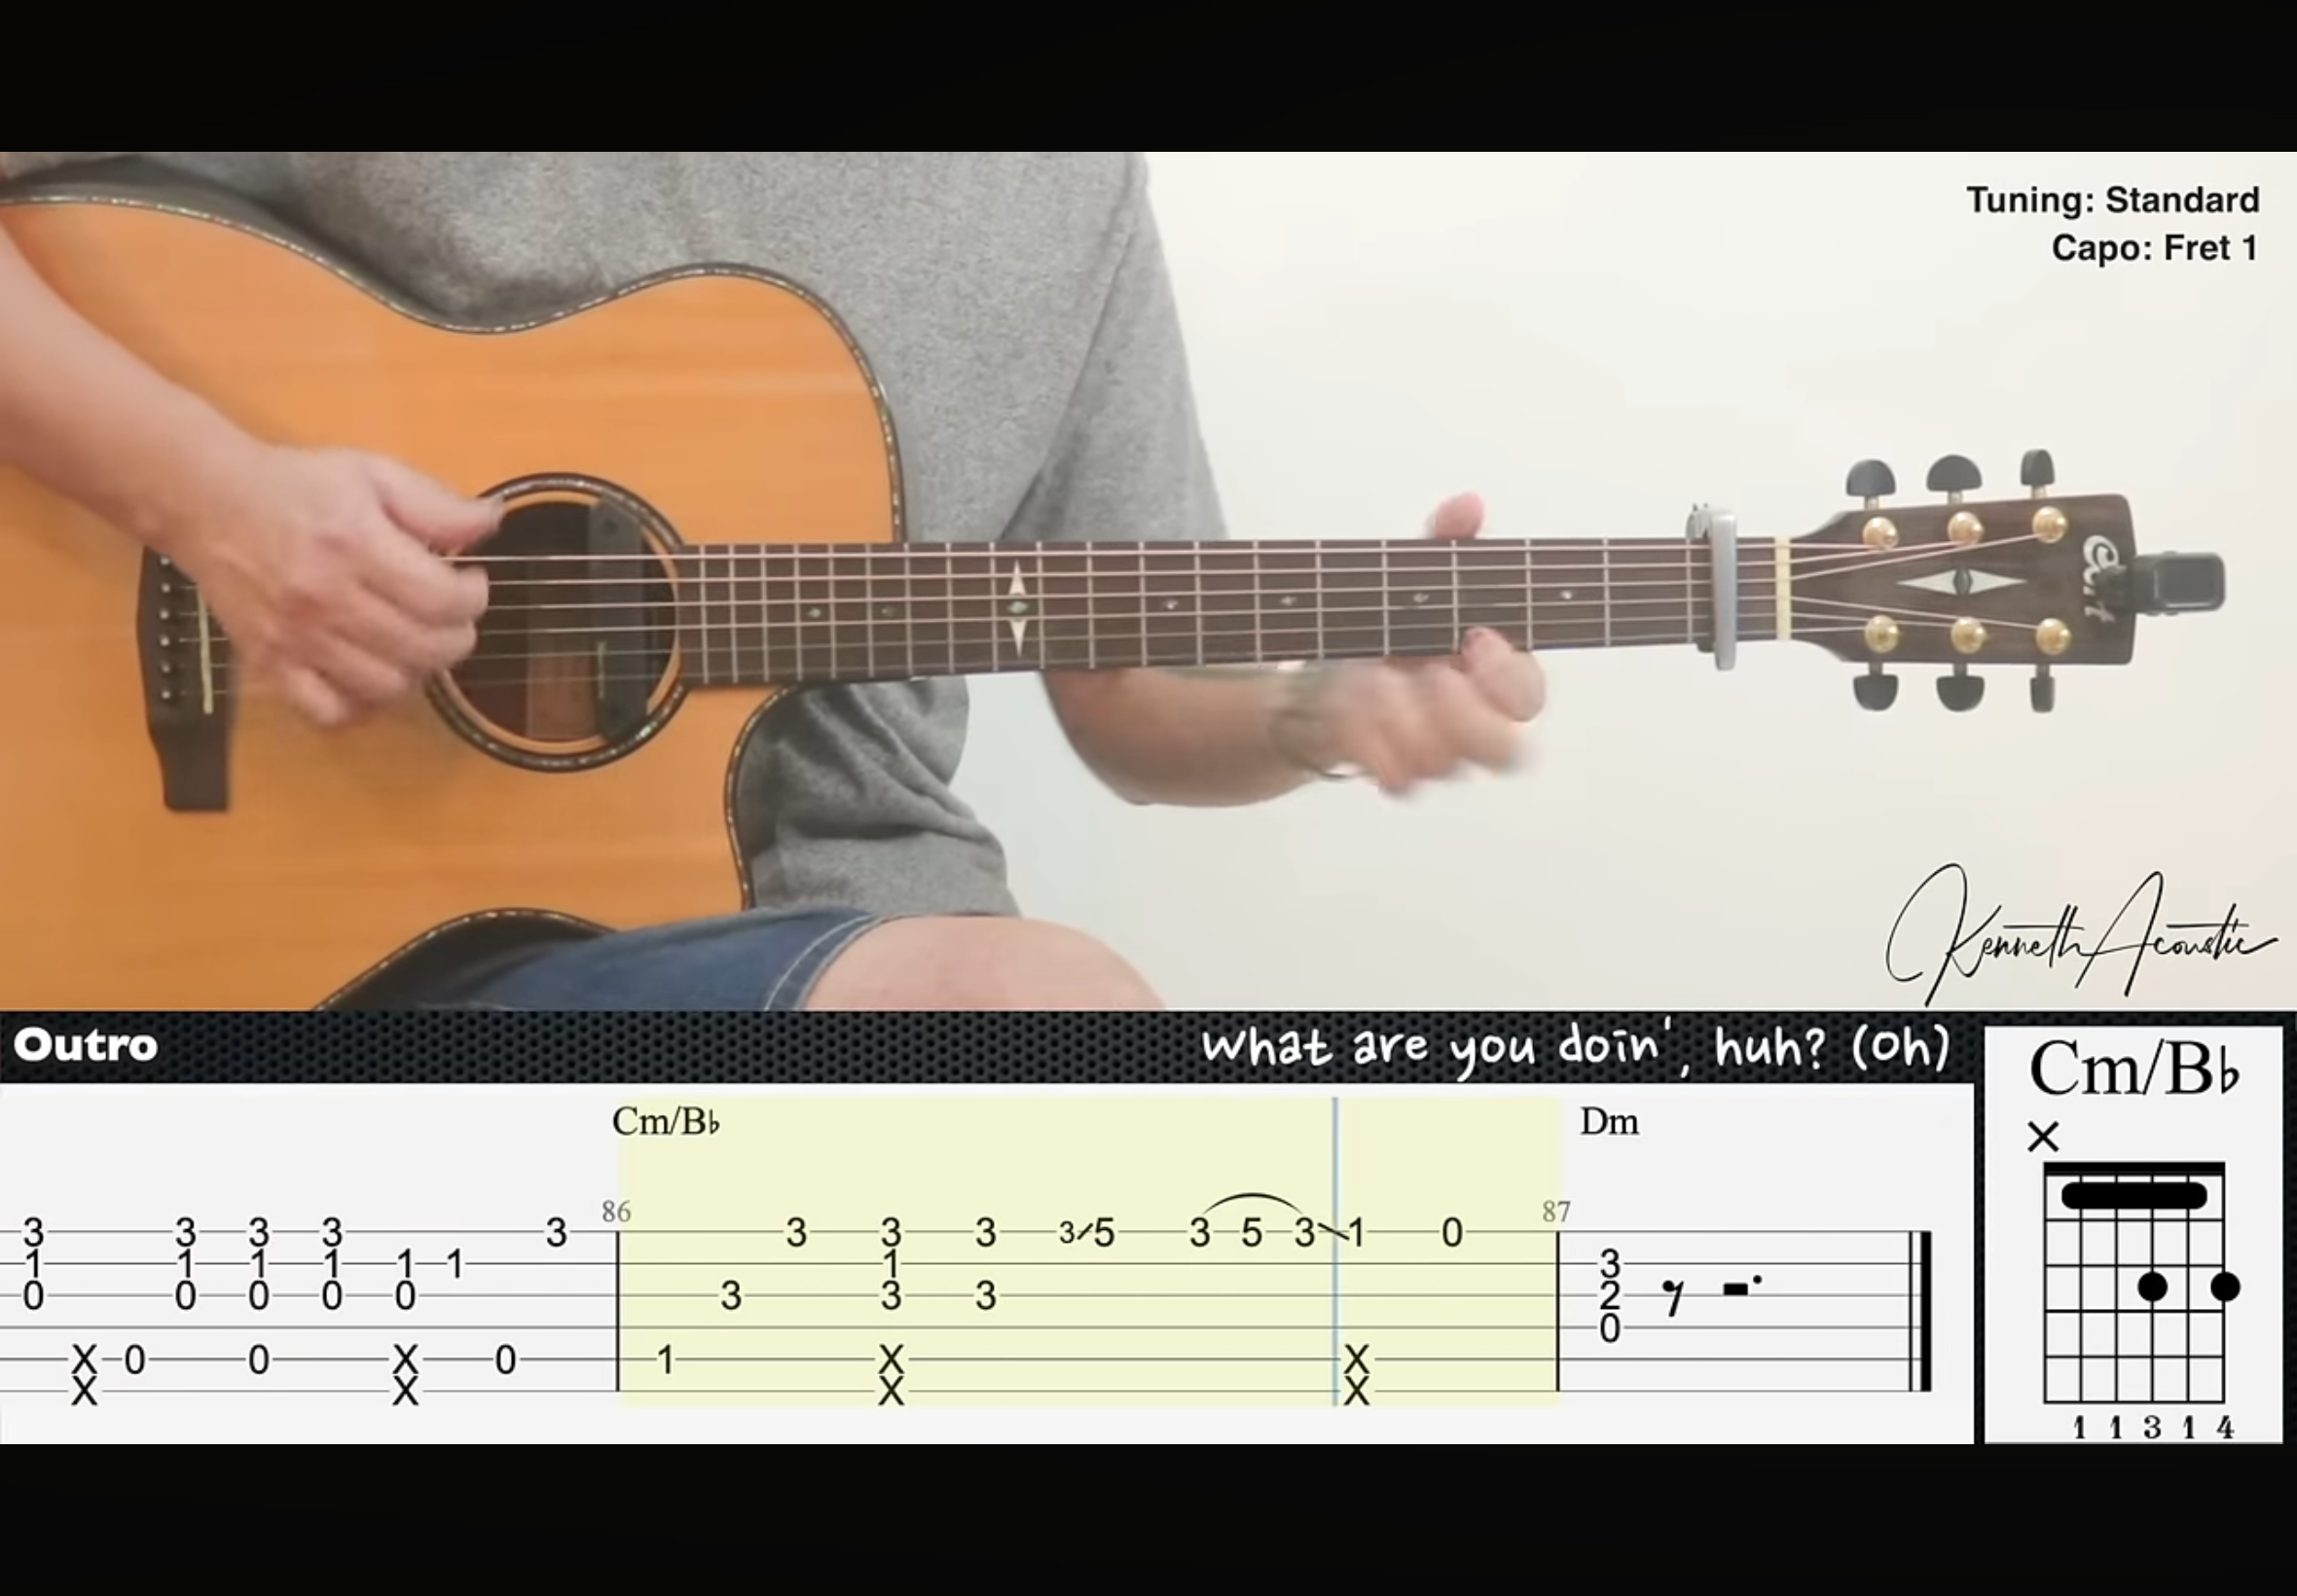 Tuning: Standard
Capo: Fret 1
Cort
Kenneth Acoustic
Outro
What are you doin', huh? (Oh)
Cm/B♭
Cm/B♭ Dm
×
86 87
3 3 3 3 3 3 3 3 3/5 3 5 3 1 0
1 1 1 1 1 1 1 3
0 0 0 0 0 3 3 3 2
0
X 0 0 X 0 1 X X
X X X X
1 1 3 1 4